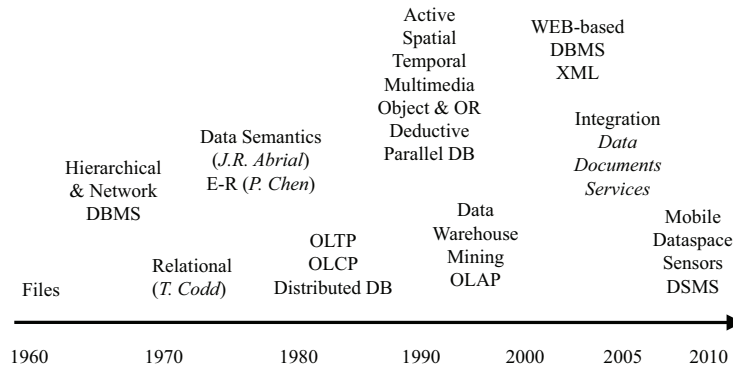 Active
Spatial
Temporal
Multimedia
Object & OR
Deductive
Parallel DB
WEB-based
DBMS
XML
Integration
Data
Documents
Services
Data Semantics
(J.R. Abrial)
E-R (P. Chen)
Hierarchical
& Network
DBMS
Data
Warehouse
Mining
OLAP
Mobile
Dataspace
Sensors
DSMS
OLTP
OLCP
Distributed DB
Relational
(T. Codd)
Files
1960 1970 1980 1990 2000 2005 2010